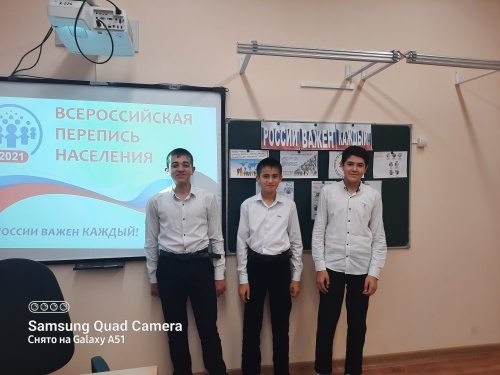 ВСЕРОССИЙСКАЯ
ПЕРЕПИСЬ
НАСЕЛЕНИЯ
2021
РОССИИ ВАЖЕН КАЖДЫЙ!
РОССИИ ВАЖЕН КАЖДЫЙ!
Samsung Quad Camera
Снято на Galaxy A51